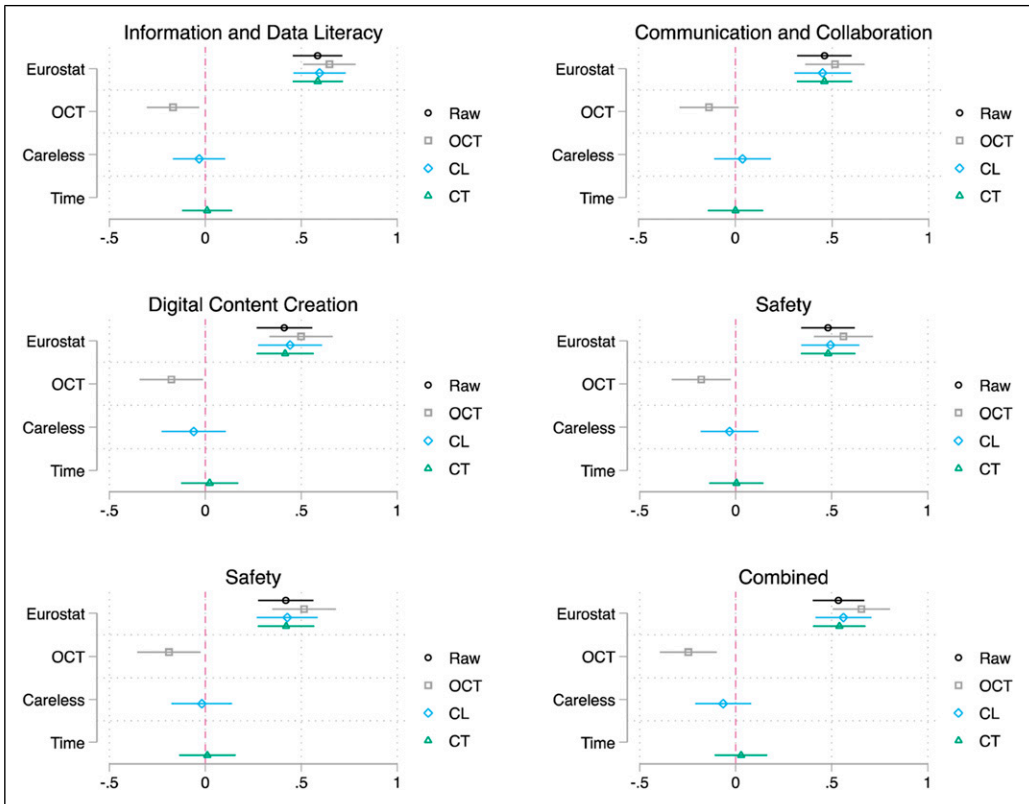 Information and Data Literacy
Eurostat
OCT
Careless
Time
-.5 0 .5 1
Raw
OCT
CL
CT
Communication and Collaboration
Eurostat
OCT
Careless
Time
-.5 0 .5 1
Raw
OCT
CL
CT
Digital Content Creation
Eurostat
OCT
Careless
Time
-.5 0 .5 1
Raw
OCT
CL
CT
Safety
Eurostat
OCT
Careless
Time
-.5 0 .5 1
Raw
OCT
CL
CT
Safety
Eurostat
OCT
Careless
Time
-.5 0 .5 1
Raw
OCT
CL
CT
Combined
Eurostat
OCT
Careless
Time
-.5 0 .5 1
Raw
OCT
CL
CT